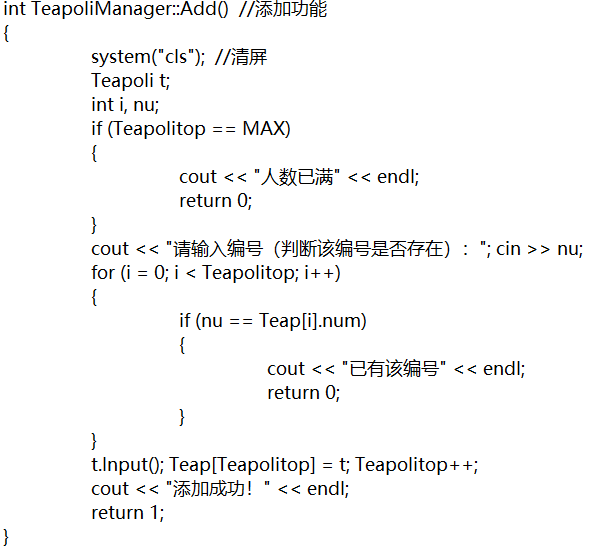 int TeapoliManager::Add()  //添加功能
{
system("cls");  //清屏
Teapoli t;
int i, nu;
if (Teapolitop == MAX)
{
cout << "人数已满" << endl;
return 0;
}
cout << "请输入编号（判断该编号是否存在）："; cin >> nu;
for (i = 0; i < Teapolitop; i++)
{
if (nu == Teap[i].num)
{
cout << "已有该编号" << endl;
return 0;
}
}
t.Input(); Teap[Teapolitop] = t; Teapolitop++;
cout << "添加成功！" << endl;
return 1;
}